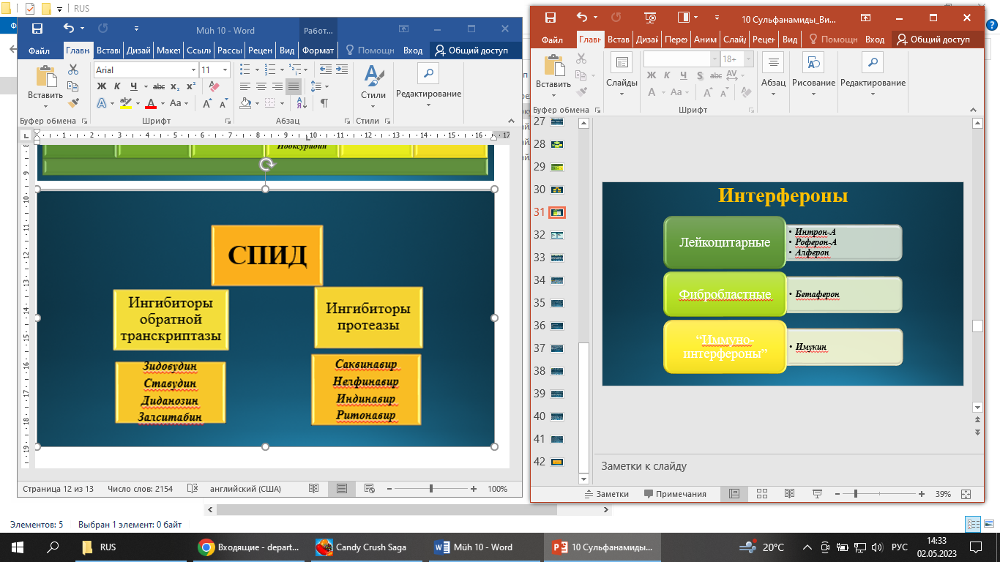 RUS
Müh 10 - Word
Работ...
Файл
Главн
Встави
Дизай
Макет
Ссылк
Рассы
Рецен
Вид
Формат
Помощн
Вход
Общий доступ
Вставить
Буфер обмена
Arial
11
Ж К Ч abc x₂ x²
Шрифт
Абзац
Стили
Стили
Редактирование
1 2 3 4 5 6 7 8 9 10 11 12 13 14 15 16 17
Идоксуридин
СПИД
Ингибиторы
обратной
транскриптазы
Ингибиторы
протеазы
Зидовудин
Ставудин
Диданозин
Залситабин
Саквинавир
Нелфинавир
Индинавир
Ритонавир
Страница 12 из 13
Число слов: 2154
английский (США)
100%
10 Сульфанамиды_Ви...
Файл
Главн
Встав
Дизай
Перех
Аним
Слайд
Рецен
Вид
Помощн
Вход
Общий доступ
Вставить
Буфер обмена
Слайды
18+
Ж К Ч S abc AV
Шрифт
Абзац
Рисование
Редактирование
27
28
29
30
31
32
33
34
35
36
37
38
39
40
41
42
Интерфероны
Лейкоцитарные
• Интрон-А
• Роферон-А
• Алферон
Фибробластные
• Бетаферон
“Иммуно-
интерфероны”
• Имукин
Заметки к слайду
Заметки
Примечания
39%
Элементов: 5
Выбран 1 элемент: 0 байт
RUS
Входящие - depart...
Candy Crush Saga
Müh 10 - Word
10 Сульфанамиды...
20°C
РУС
14:33
02.05.2023